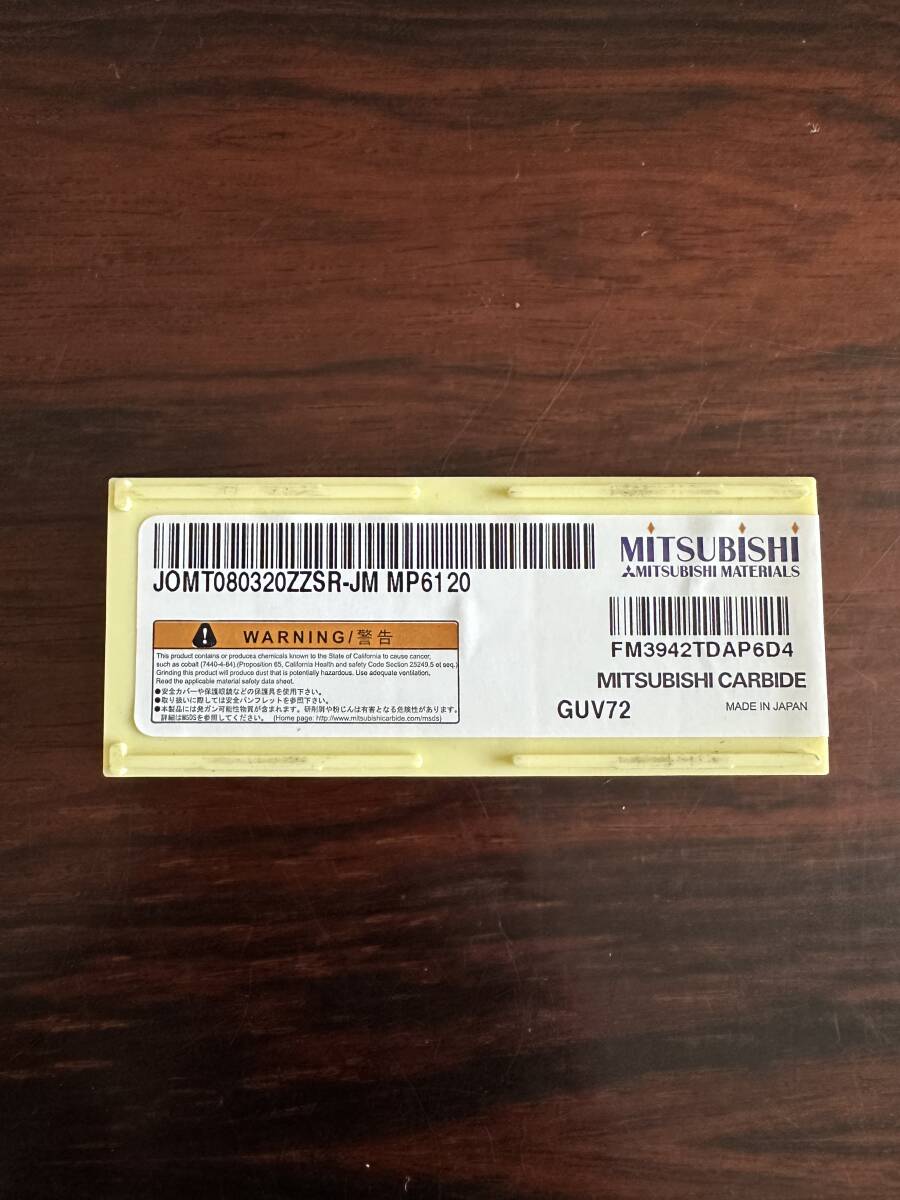 JOMT080320ZZSR-JM MP6120
MITSUBISHI
MITSUBISHI MATERIALS
FM3942TDAP6D4
MITSUBISHI CARBIDE
GUV72
MADE IN JAPAN
WARNING/警告
This product contains or produces chemicals known to the State of California to cause cancer,
such as cobalt (7440-4-84).(Proposition 65, California Health and safety Code Section 25249.5 et seq.)
Grinding this product will produce dust that is potentially hazardous. Use adequate ventilation,
Read the applicable material safety data sheet.
●安全カバーや保護眼鏡などの保護具を使用下さい。
●取り扱いに際しては安全パンフレットを参照下さい。
●本製品には発ガン可能性物質が含まれます。研削屑や粉じんは有害となる危険性があります。
詳細はMSDSを参照してください。 (Home page: http://www.mitsubishicarbide.com/msds)